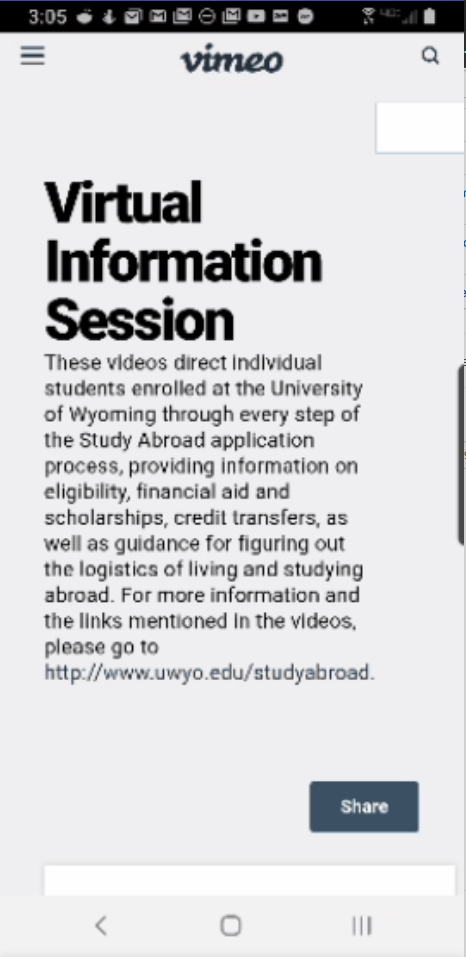 3:05
vimeo
Virtual
Information
Session
These videos direct individual
students enrolled at the University
of Wyoming through every step of
the Study Abroad application
process, providing information on
eligibility, financial aid and
scholarships, credit transfers, as
well as guidance for figuring out
the logistics of living and studying
abroad. For more information and
the links mentioned in the videos,
please go to
http://www.uwyo.edu/studyabroad.
Share